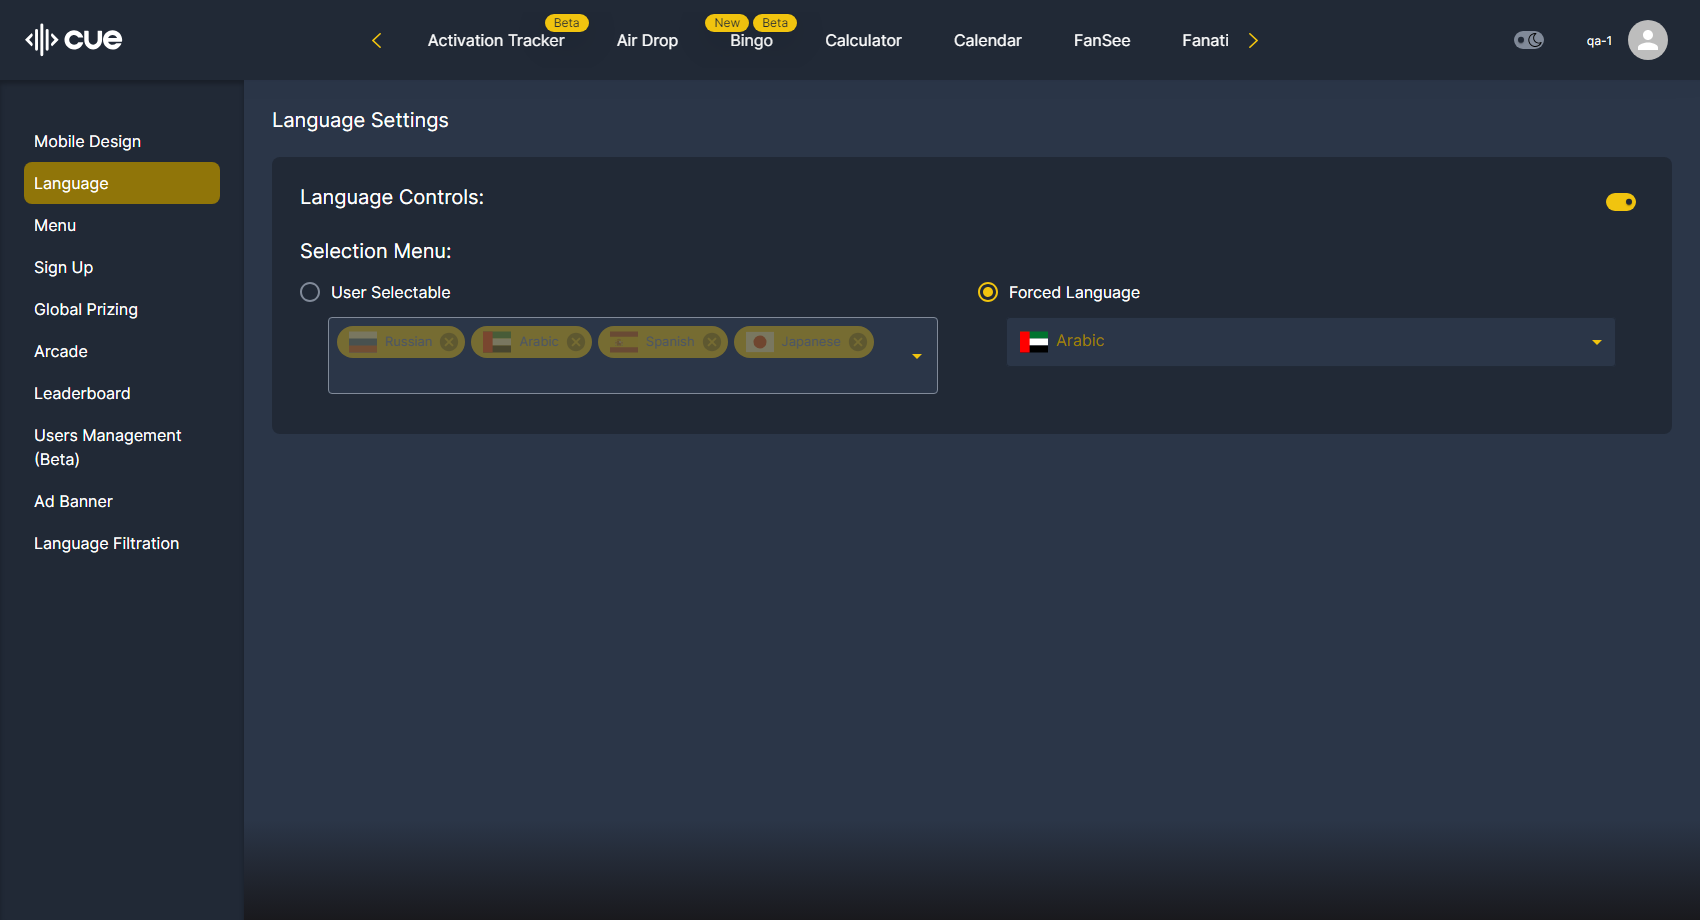 cue
Activation Tracker
Beta
Air Drop
Bingo
New
Beta
Calculator
Calendar
FanSee
Fanati
qa-1
Mobile Design
Language
Menu
Sign Up
Global Prizing
Arcade
Leaderboard
Users Management
(Beta)
Ad Banner
Language Filtration
Language Settings
Language Controls:
Selection Menu:
User Selectable
Russian
Arabic
Spanish
Japanese
Forced Language
Arabic